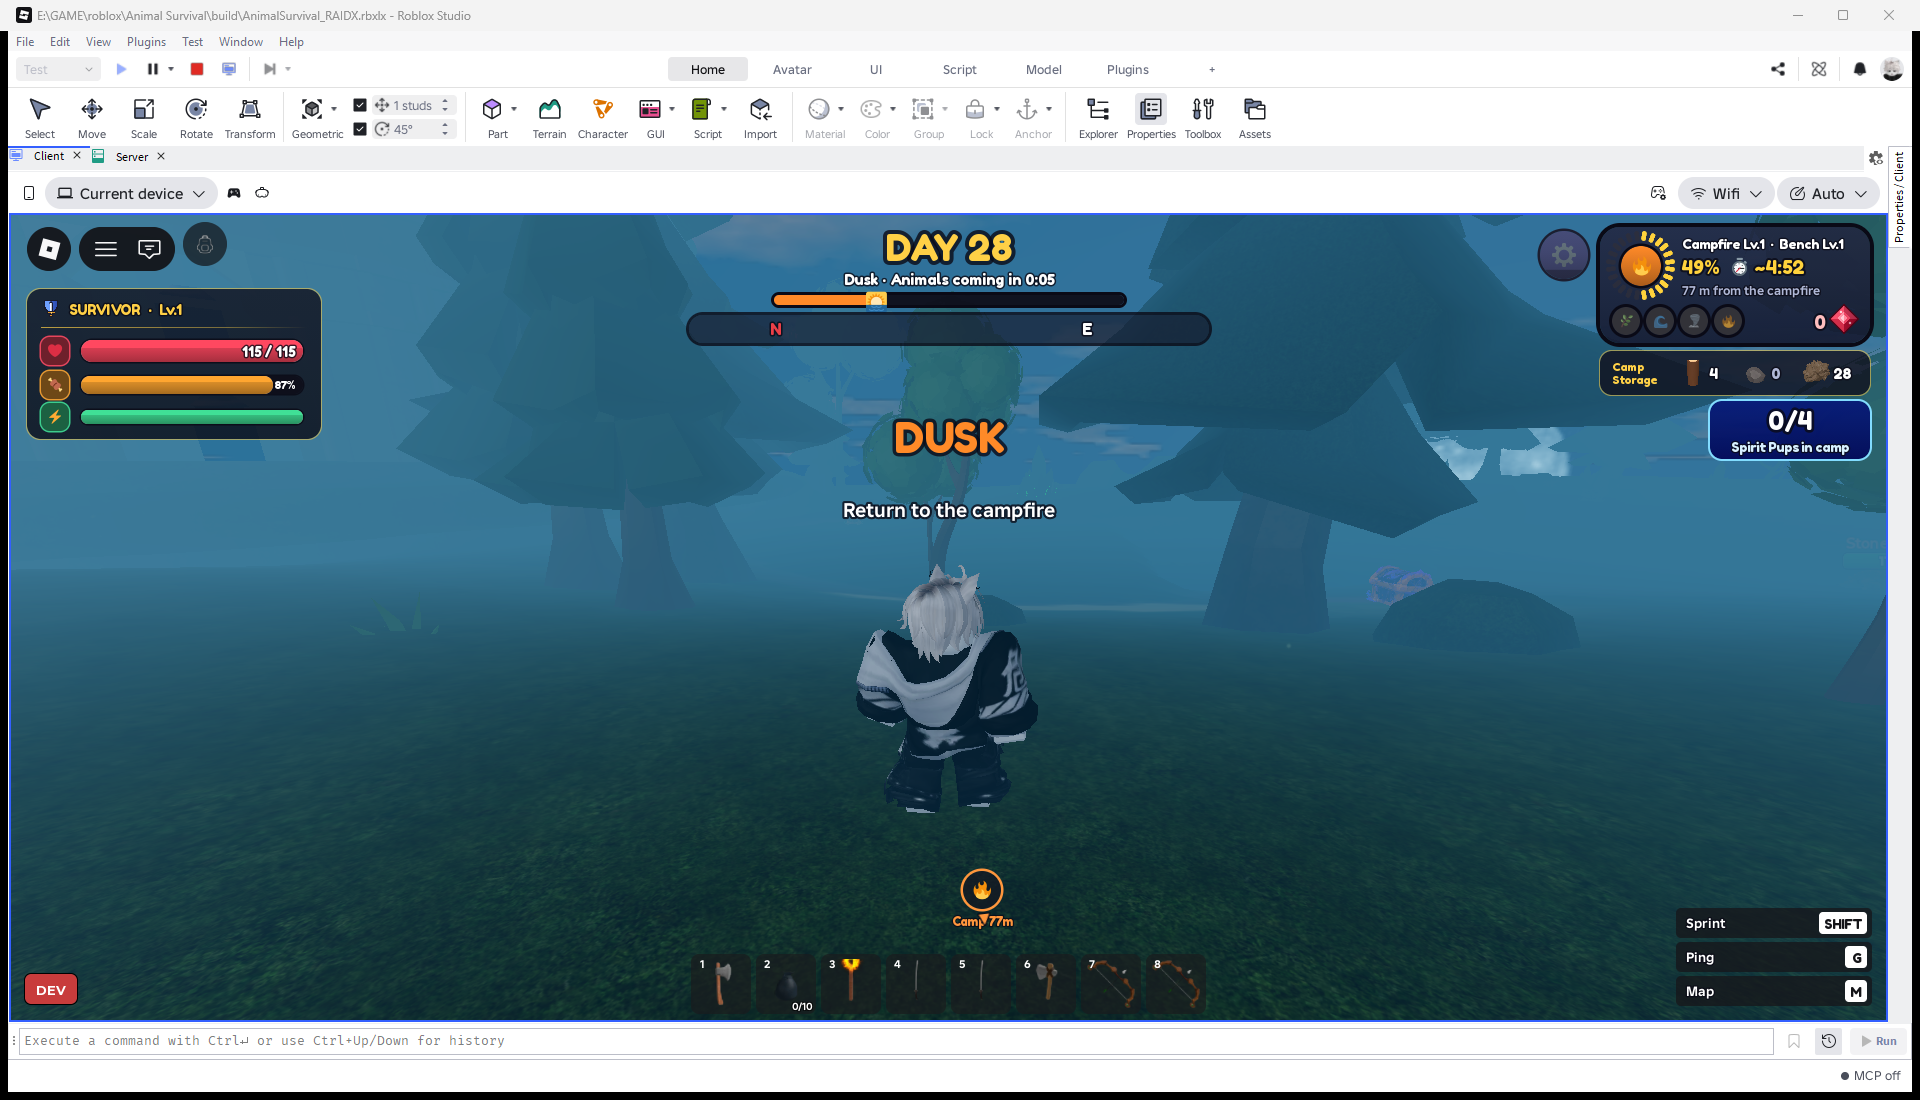 E:\GAME\roblox\Animal Survival\build\AnimalSurvival_RAIDX.rbxlx - Roblox Studio
File Edit View Plugins Test Window Help
Test
Home Avatar UI Script Model Plugins +
1 studs
45°
Select Move Scale Rotate Transform Geometric Part Terrain Character GUI Script Import Material Color Group Lock Anchor Explorer Properties Toolbox Assets
Client Server
Properties / Client
Current device
Wifi Auto
DAY 28
Dusk · Animals coming in 0:05
N E
SURVIVOR · Lv.1
115 / 115
87%
Campfire Lv.1 · Bench Lv.1
49% ~4:52
77 m from the campfire
0
Camp Storage
4 0 28
0/4
Spirit Pups in camp
DUSK
Return to the campfire
Camp 77m
Sprint SHIFT
Ping G
Map M
1 2 3 4 5 6 7 8
0/10
DEV
Execute a command with Ctrl↵ or use Ctrl+Up/Down for history
Run
MCP off